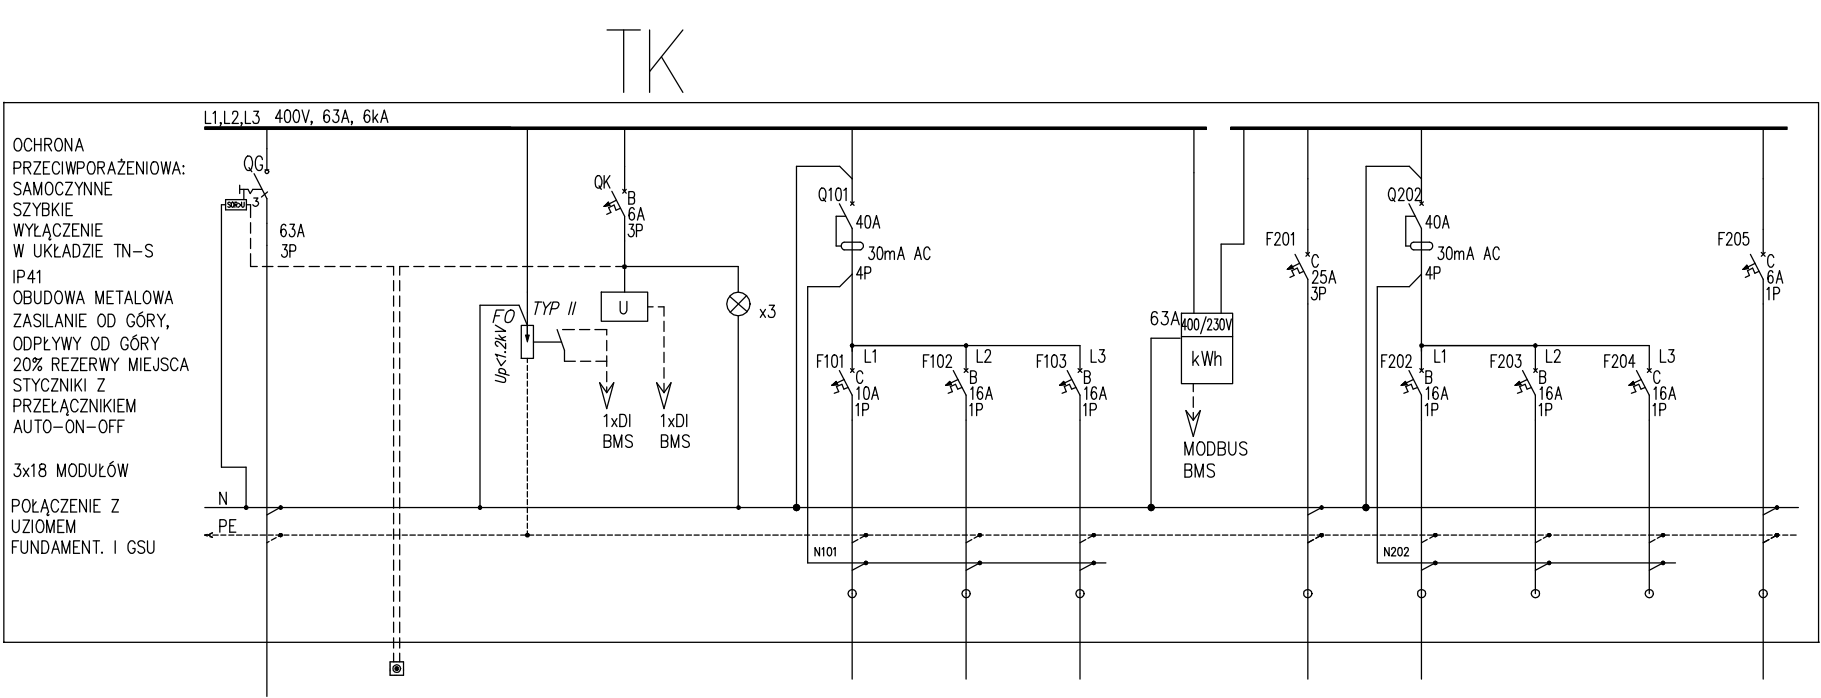 TK
L1,L2,L3 400V, 63A, 6kA
OCHRONA
PRZECIWPORAŻENIOWA:
SAMOCZYNNE
SZYBKIE
WYŁĄCZENIE
W UKŁADZIE TN-S
IP41
OBUDOWA METALOWA
ZASILANIE OD GÓRY,
ODPŁYWY OD GÓRY
20% REZERWY MIEJSCA
STYCZNIKI Z
PRZEŁĄCZNIKIEM
AUTO-ON-OFF
3x18 MODUŁÓW
POŁĄCZENIE Z
UZIOMEM
FUNDAMENT. I GSU
QG
3
63A
3P
N
PE
FO
TYP II
Up<1.2kV
1xDI
BMS
QK
B
6A
3P
U
1xDI
BMS
x3
Q101
40A
30mA AC
4P
F101
L1
C
10A
1P
F102
L2
B
16A
1P
F103
L3
B
16A
1P
N101
63A
400/230V
kWh
MODBUS
BMS
F201
C
25A
3P
Q202
40A
30mA AC
4P
F202
L1
B
16A
1P
F203
L2
B
16A
1P
F204
L3
C
16A
1P
N202
F205
C
6A
1P